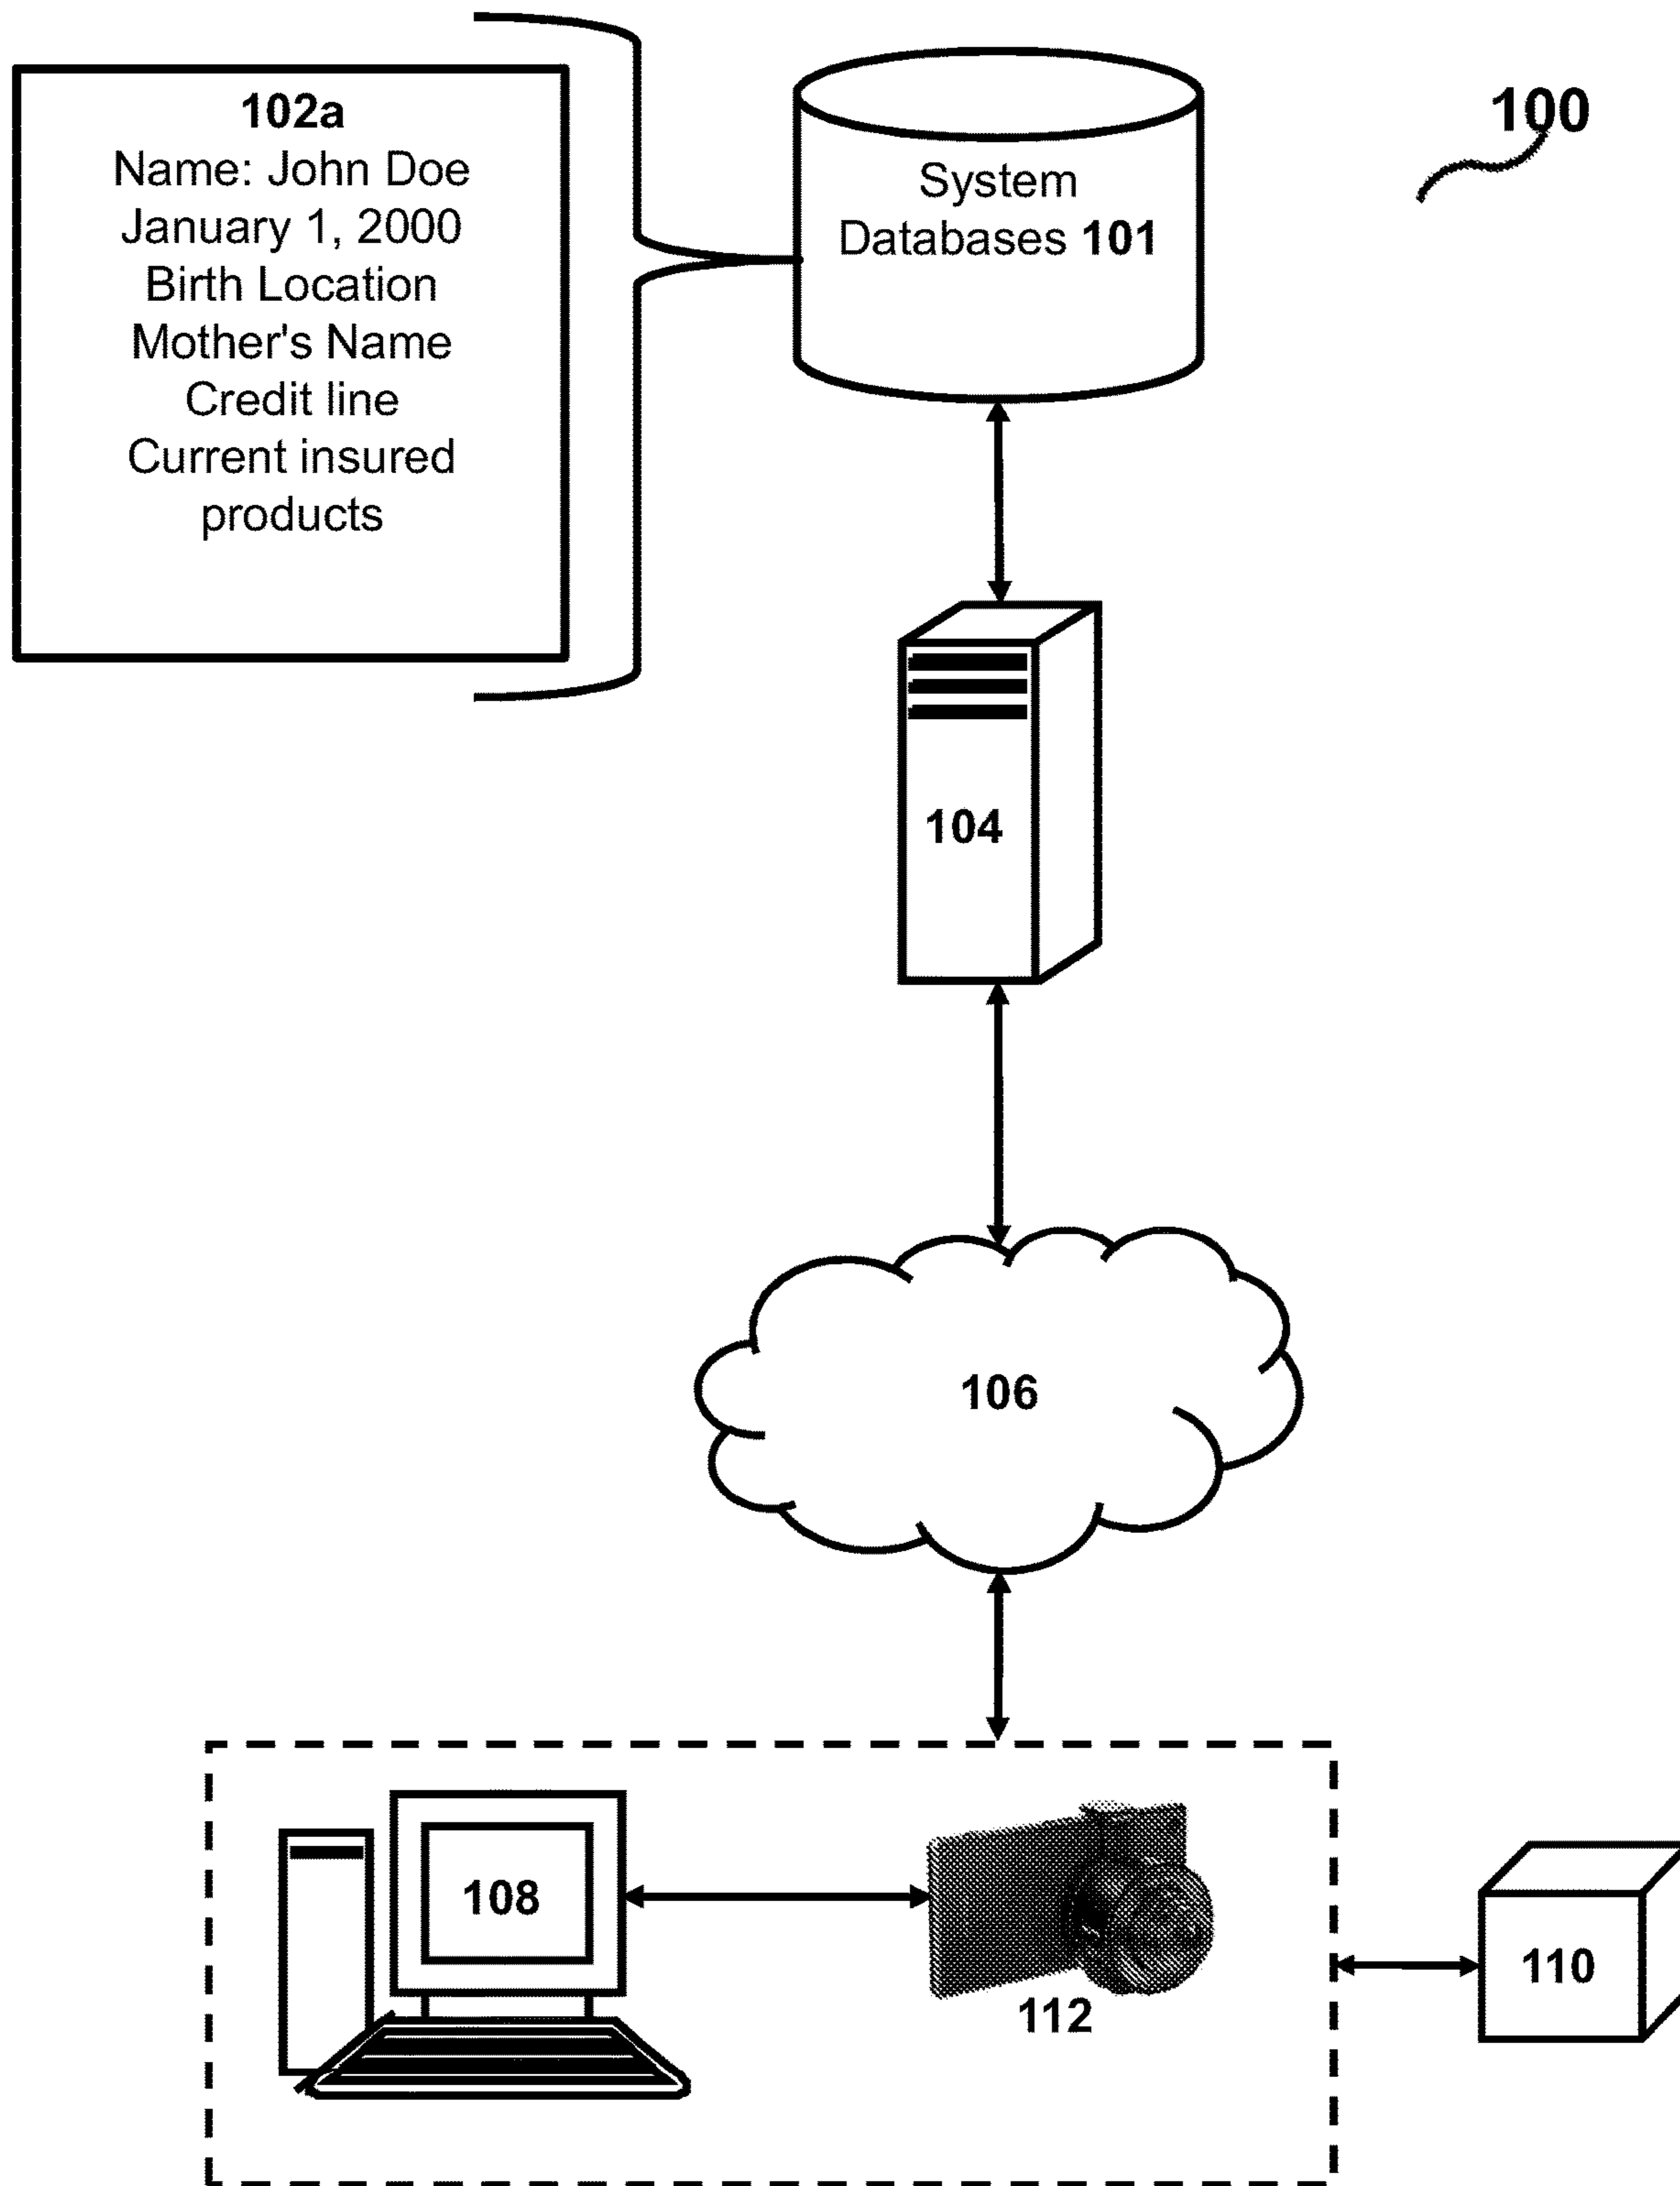 102a
Name: John Doe
January 1, 2000
Birth Location
Mother's Name
Credit line
Current insured
products
System
Databases 101
100
104
106
108
112
110